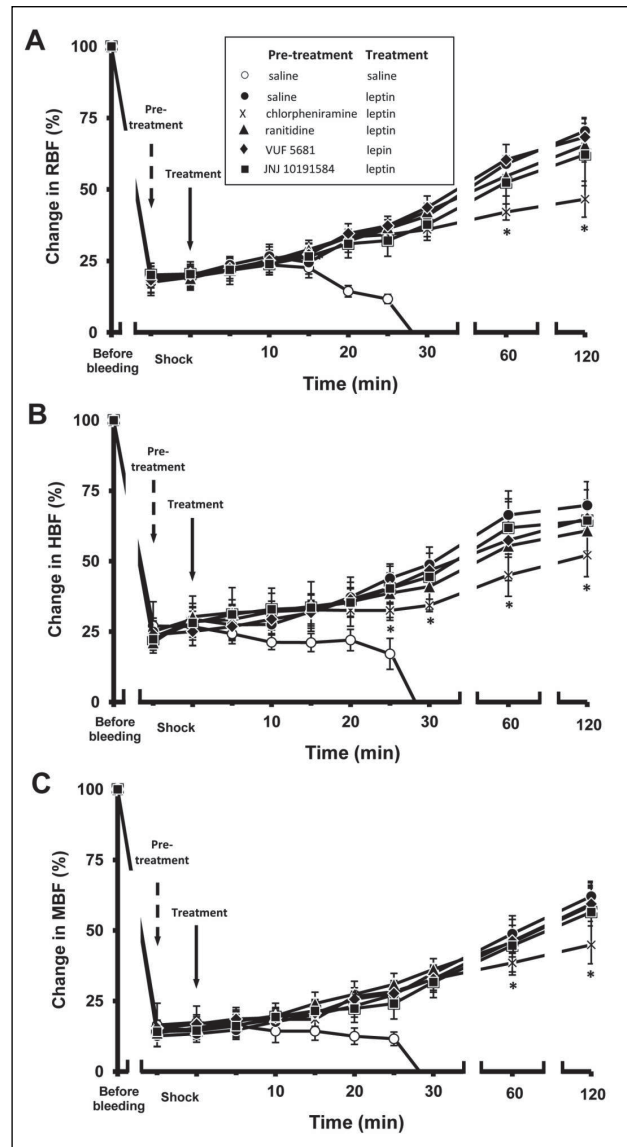 A
Change in RBF (%)
100
75
50
25
0
Pre-
treatment
Treatment
Pre-treatment Treatment
saline saline
saline leptin
chlorpheniramine leptin
ranitidine leptin
VUF 5681 lepin
JNJ 10191584 leptin
* *
Before
bleeding
Shock
10 20 30 60 120
Time (min)
B
Change in HBF (%)
100
75
50
25
0
Pre-
treatment
Treatment
* * * *
Before
bleeding
Shock
10 20 30 60 120
Time (min)
C
Change in MBF (%)
100
75
50
25
0
Pre-
treatment
Treatment
* *
Before
bleeding
Shock
10 20 30 60 120
Time (min)